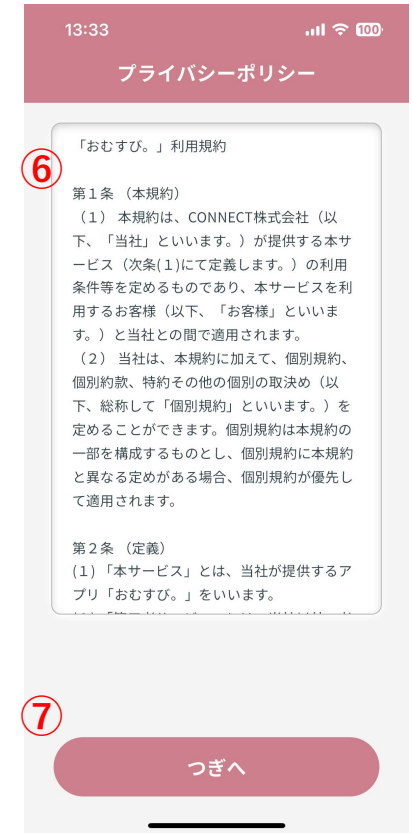 13:33
100
プライバシーポリシー
⑥
「おむすび。」利用規約
第１条 （本規約）
（１） 本規約は、CONNECT株式会社（以
下、「当社」といいます。）が提供する本サ
ービス（次条(１)にて定義します。）の利用
条件等を定めるものであり、本サービスを利
用するお客様（以下、「お客様」といいま
す。）と当社との間で適用されます。
（２） 当社は、本規約に加えて、個別規約、
個別約款、特約その他の個別の取決め（以
下、総称して「個別規約」といいます。）を
定めることができます。個別規約は本規約の
一部を構成するものとし、個別規約に本規約
と異なる定めがある場合、個別規約が優先し
て適用されます。
第２条 （定義）
(１)「本サービス」とは、当社が提供するア
プリ「おむすび。」をいいます。
⑦
つぎへ